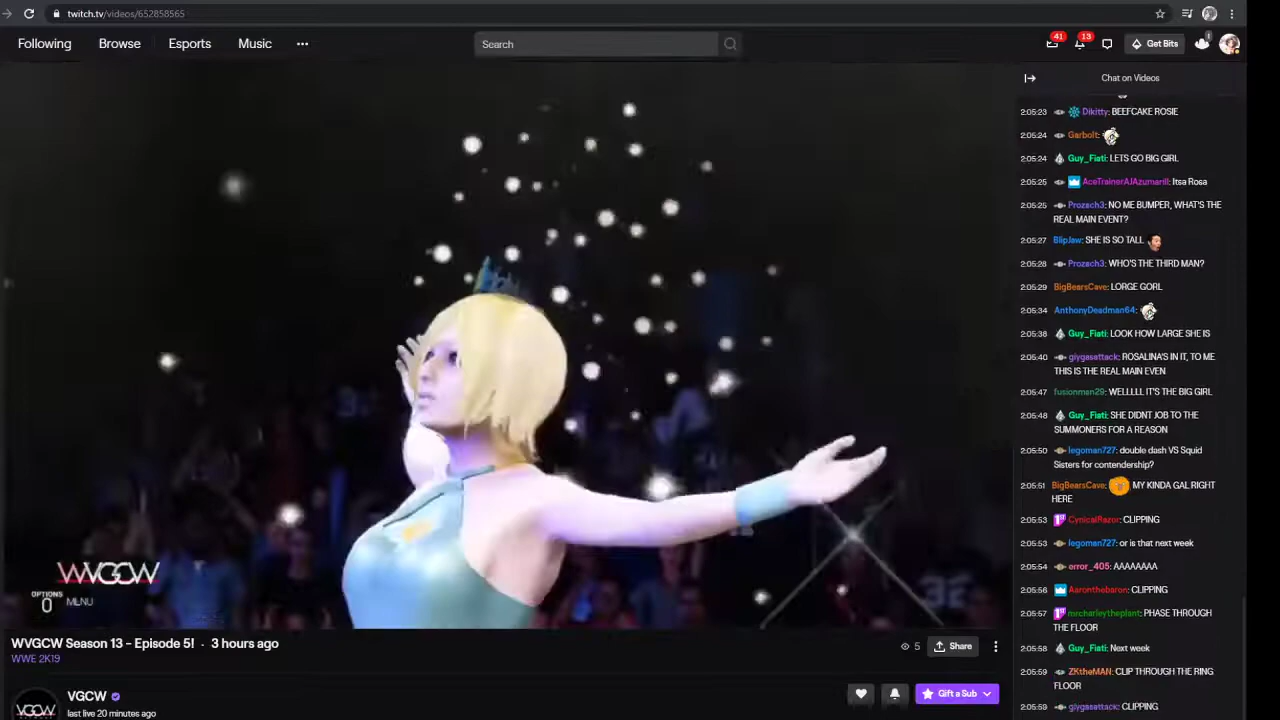 twitch.tv/videos/652858565
Following
Browse
Esports
Music
Search
41
13
Get Bits
Chat on Videos
2:05:23 Dikitty: BEEFCAKE ROSIE
2:05:24 Garbolt:
2:05:24 Guy_Fiati: LETS GO BIG GIRL
2:05:25 AceTrainerAJAzumarill: Itsa Rosa
2:05:25 Prozach3: NO ME BUMPER, WHAT'S THE
REAL MAIN EVENT?
2:05:27 BlipJaw: SHE IS SO TALL
2:05:28 Prozach3: WHO'S THE THIRD MAN?
2:05:29 BigBearsCave: LORGE GORL
2:05:34 AnthonyDeadman64:
2:05:38 Guy_Fiati: LOOK HOW LARGE SHE IS
2:05:40 giygasattack: ROSALINA'S IN IT, TO ME
THIS IS THE REAL MAIN EVEN
2:05:47 fusionman29: WELLLLL IT'S THE BIG GIRL
2:05:48 Guy_Fiati: SHE DIDNT JOB TO THE
SUMMONERS FOR A REASON
2:05:50 legoman727: double dash VS Squid
Sisters for contendership?
2:05:51 BigBearsCave: MY KINDA GAL RIGHT
HERE
2:05:53 CynicalRazor: CLIPPING
2:05:53 legoman727: or is that next week
2:05:54 error_405: AAAAAAAA
2:05:56 Aaronthebaron: CLIPPING
2:05:57 mrcharleytheplant: PHASE THROUGH
THE FLOOR
2:05:58 Guy_Fiati: Next week
2:05:59 ZKtheMAN: CLIP THROUGH THE RING
FLOOR
2:05:59 giygasattack: CLIPPING
WVGCW
OPTIONS
MENU
32
WVGCW Season 13 - Episode 5! · 3 hours ago
WWE 2K19
5
Share
VGCW
VGCW
last live 20 minutes ago
Gift a Sub